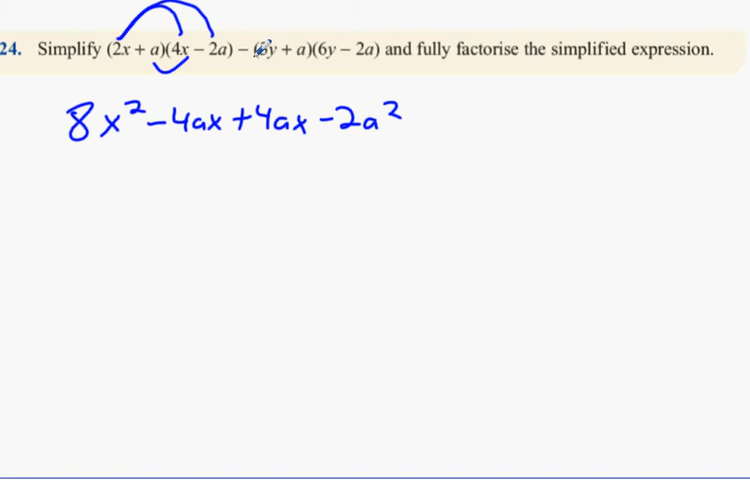 24. Simplify (2x + a)(4x – 2a) – + a)(6y – 2a) and fully factorise the simplified expression.
8x² – 4ax + 4ax – 2a²